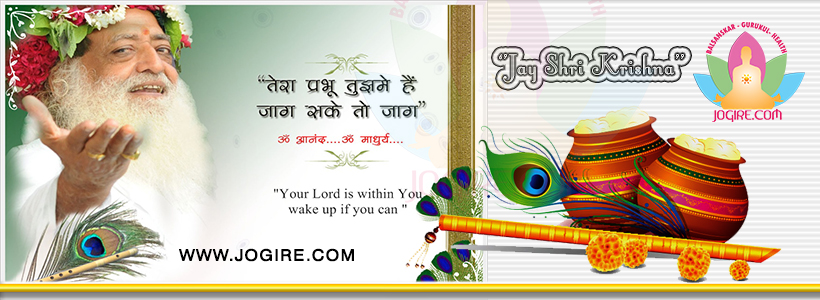 “तेरा प्रभू तुझमे हैं
जाग सके तो जाग”
ॐ आनंद....ॐ माधुर्य....
"Your Lord is within You
wake up if you can "
WWW.JOGIRE.COM
“Jay Shri Krishna”
BALSANSKAR - GURUKUL - HEALTH
JOGIRE.COM